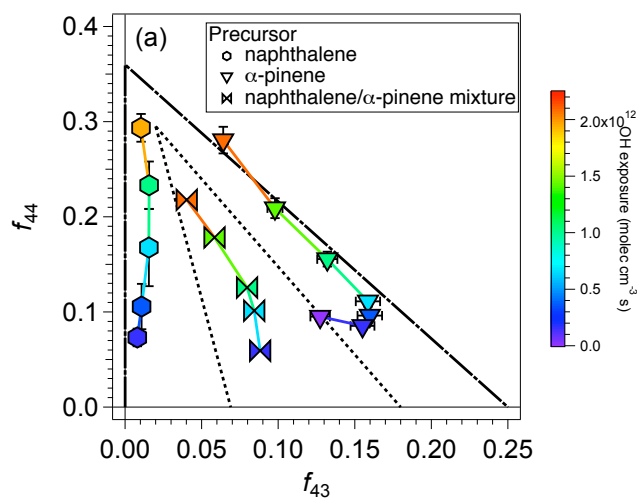 (a)
Precursor
naphthalene
α-pinene
naphthalene/α-pinene mixture
0.4
0.3
0.2
0.1
0.0
f44
0.00 0.05 0.10 0.15 0.20 0.25
f43
2.0x10^12
1.5
1.0
0.5
0.0
OH exposure (molec cm^-3 s)